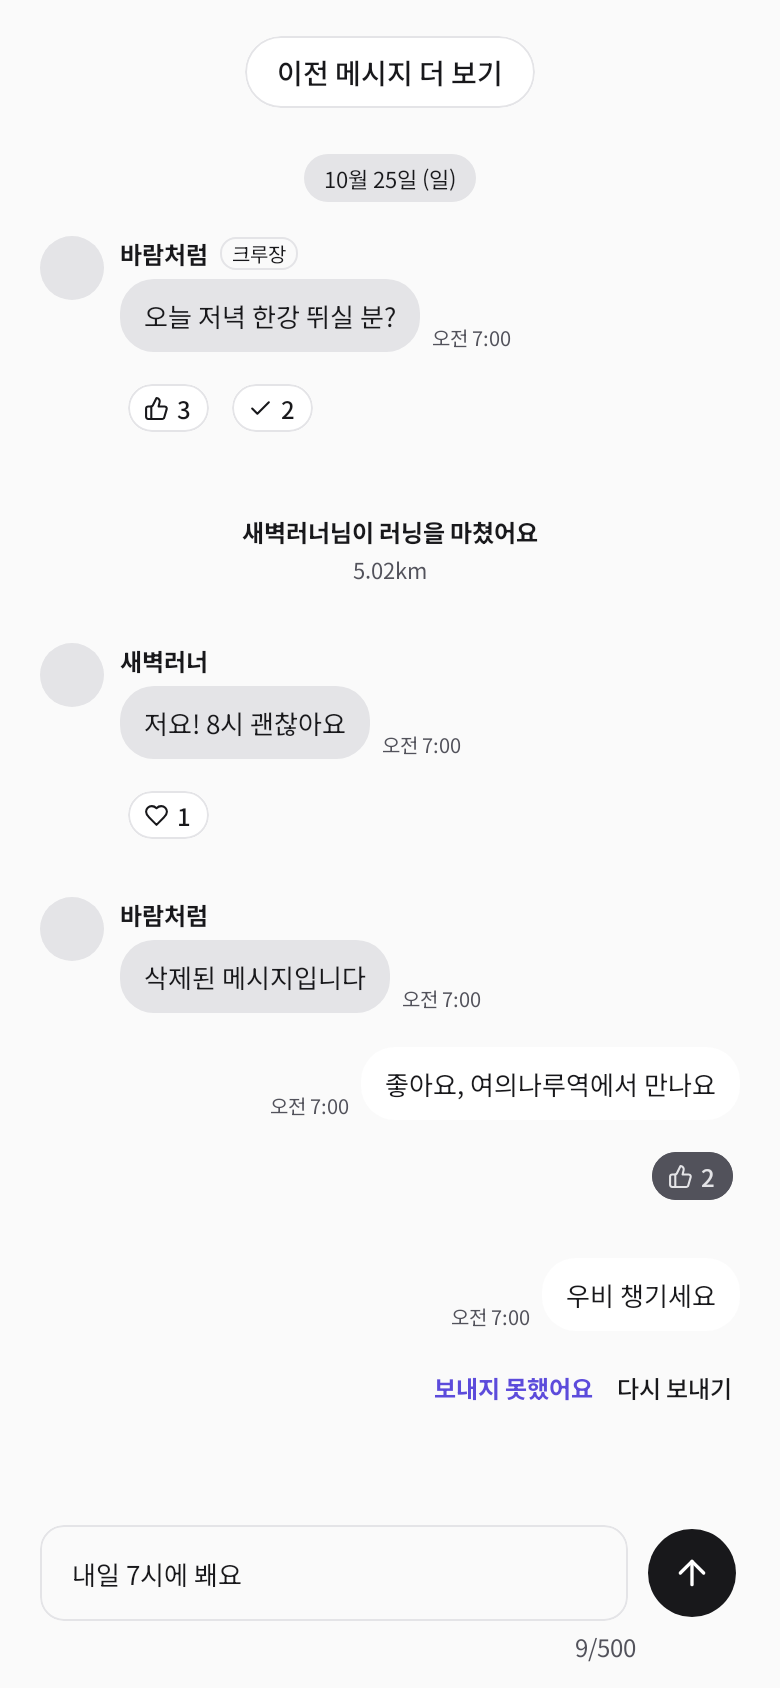 이전 메시지 더 보기
10월 25일 (일)
바람처럼 크루장
오늘 저녁 한강 뛰실 분?
오전 7:00
3 2
새벽러너님이 러닝을 마쳤어요
5.02km
새벽러너
저요! 8시 괜찮아요
오전 7:00
1
바람처럼
삭제된 메시지입니다
오전 7:00
좋아요, 여의나루역에서 만나요
오전 7:00
2
우비 챙기세요
오전 7:00
보내지 못했어요 다시 보내기
내일 7시에 봬요
9/500